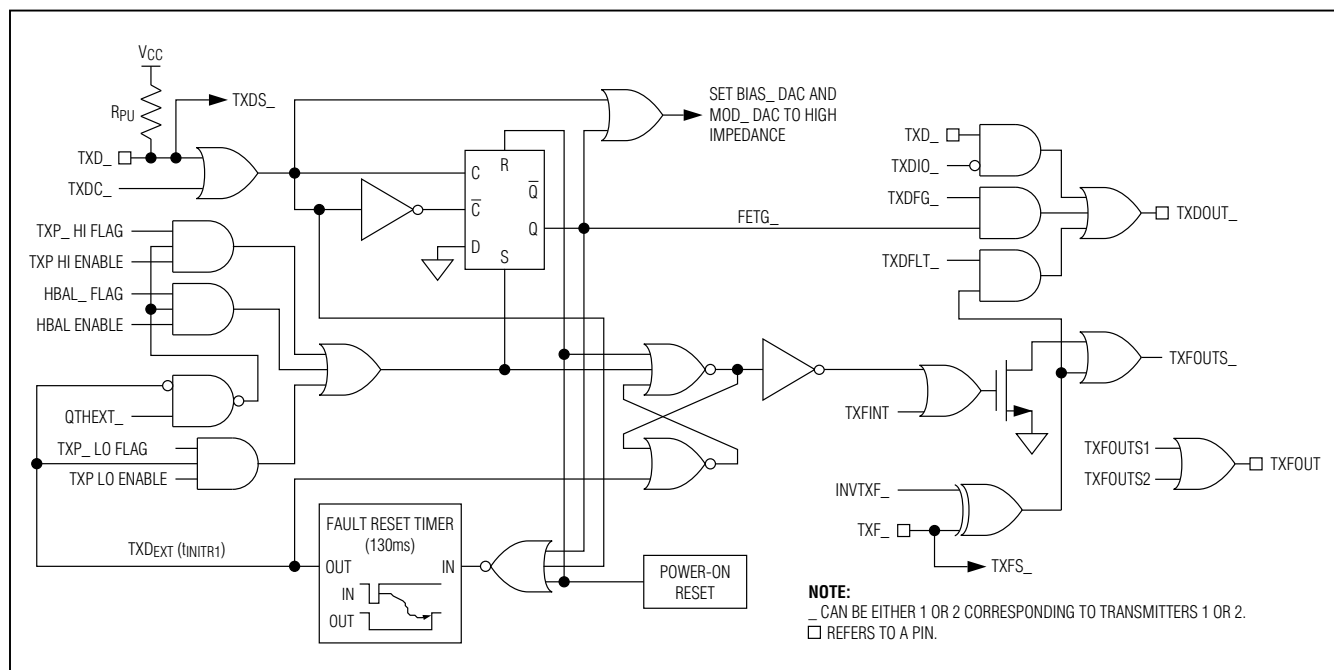 VCC
RPU
TXDS_
TXD_
TXDC_
SET BIAS_ DAC AND
MOD_ DAC TO HIGH
IMPEDANCE
R
C
Q
C
D
Q
S
FETG_
TXP_ HI FLAG
TXP HI ENABLE
HBAL_ FLAG
HBAL ENABLE
QTHEXT_
TXP_ LO FLAG
TXP LO ENABLE
TXDEXT (tINITR1)
FAULT RESET TIMER
(130ms)
OUT
IN
IN
OUT
POWER-ON
RESET
TXD_
TXDIO_
TXDFG_
TXDFLT_
TXDOUT_
TXFINT
TXFOUTS_
INVTXF_
TXF_
TXFS_
TXFOUTS1
TXFOUTS2
TXFOUT
NOTE:
_ CAN BE EITHER 1 OR 2 CORRESPONDING TO TRANSMITTERS 1 OR 2.
□ REFERS TO A PIN.